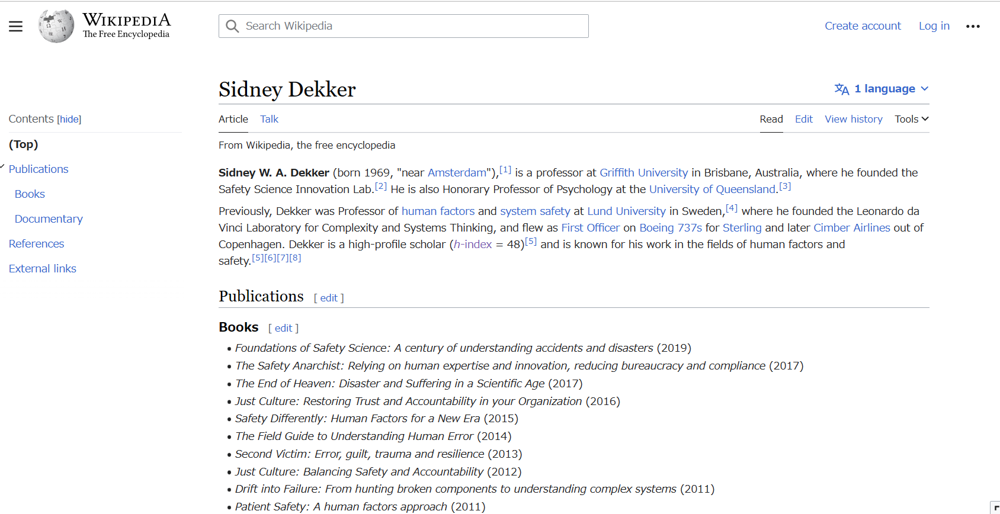 WIKIPEDIA
The Free Encyclopedia
Search Wikipedia
Create account
Log in
Contents [hide]
(Top)
Publications
Books
Documentary
References
External links
Sidney Dekker
1 language
Article
Talk
Read
Edit
View history
Tools
From Wikipedia, the free encyclopedia
Sidney W. A. Dekker (born 1969, "near Amsterdam"),[1] is a professor at Griffith University in Brisbane, Australia, where he founded the
Safety Science Innovation Lab.[2] He is also Honorary Professor of Psychology at the University of Queensland.[3]
Previously, Dekker was Professor of human factors and system safety at Lund University in Sweden,[4] where he founded the Leonardo da
Vinci Laboratory for Complexity and Systems Thinking, and flew as First Officer on Boeing 737s for Sterling and later Cimber Airlines out of
Copenhagen. Dekker is a high-profile scholar (h-index = 48)[5] and is known for his work in the fields of human factors and
safety.[5][6][7][8]
Publications [ edit ]
Books [ edit ]
• Foundations of Safety Science: A century of understanding accidents and disasters (2019)
• The Safety Anarchist: Relying on human expertise and innovation, reducing bureaucracy and compliance (2017)
• The End of Heaven: Disaster and Suffering in a Scientific Age (2017)
• Just Culture: Restoring Trust and Accountability in your Organization (2016)
• Safety Differently: Human Factors for a New Era (2015)
• The Field Guide to Understanding Human Error (2014)
• Second Victim: Error, guilt, trauma and resilience (2013)
• Just Culture: Balancing Safety and Accountability (2012)
• Drift into Failure: From hunting broken components to understanding complex systems (2011)
• Patient Safety: A human factors approach (2011)